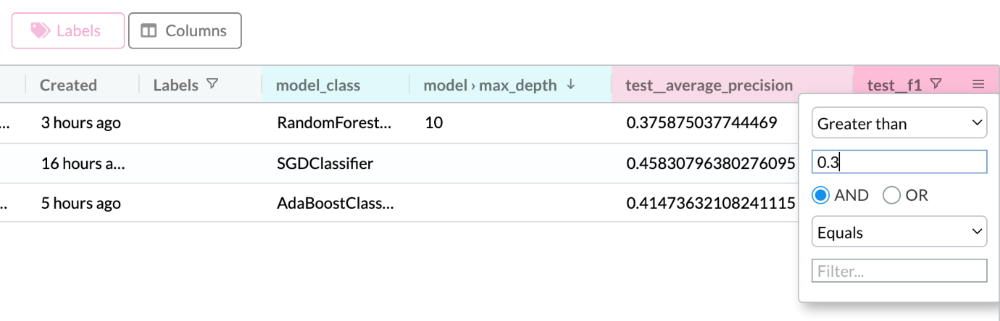 Labels Columns
Created Labels model_class model › max_depth ↓ test__average_precision test__f1
... 3 hours ago RandomForest... 10 0.375875037744469
16 hours a... SGDClassifier 0.45830796380276095
.. 5 hours ago AdaBoostClass... 0.41473632108241115
Greater than
0.3
AND OR
Equals
Filter...